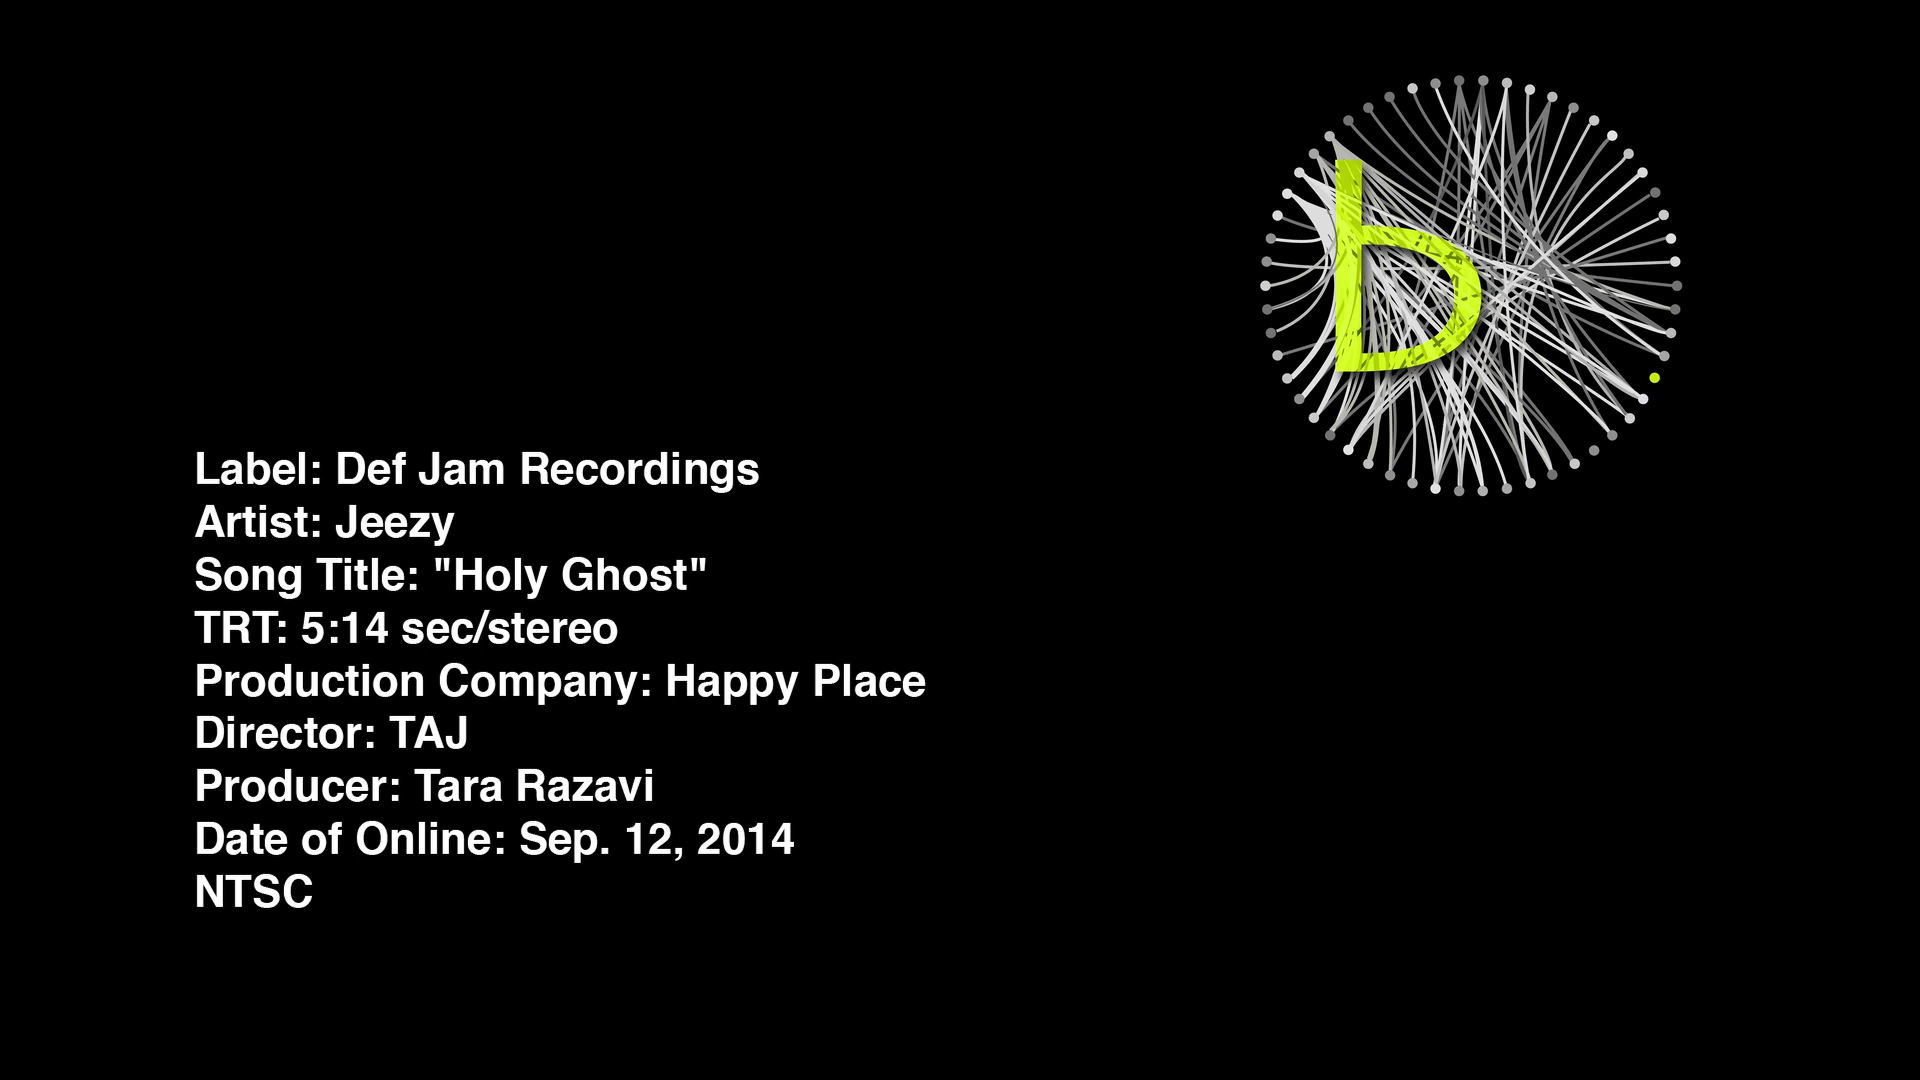 b
Label: Def Jam Recordings
Artist: Jeezy
Song Title: "Holy Ghost"
TRT: 5:14 sec/stereo
Production Company: Happy Place
Director: TAJ
Producer: Tara Razavi
Date of Online: Sep. 12, 2014
NTSC